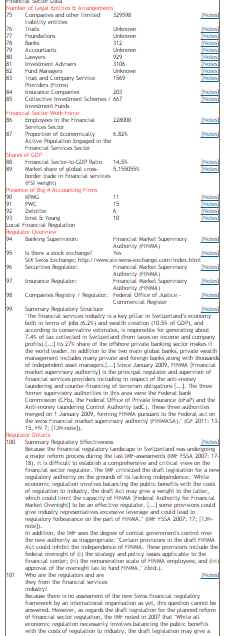 Financial Sector Data
Number of Legal Entities & Arrangements
75 Companies and other limited liability entities 329598 [Notes]
76 Trusts Unknown [Notes]
77 Foundations Unknown [Notes]
78 Banks 312 [Notes]
79 Accountants Unknown [Notes]
80 Lawyers 929 [Notes]
81 Investment Advisers 3106 [Notes]
82 Fund Managers Unknown [Notes]
83 Trust and Company Service 1569 [Notes]
Providers (Firms)
84 Insurance Companies 203 [Notes]
85 Collective Investment Schemes / 667 [Notes]
Investment Funds
Financial Sector Work Force
86 Employees in the Financial 228000 [Notes]
Services Sector
87 Proportion of Economically 6.82% [Notes]
Active Population Engaged in the
Financial Services Sector
Shares of GDP
88 Financial Sector-to-GDP Ratio 14.5% [Notes]
89 Market share of global cross- 5.155055% [Notes]
border trade in financial services
(FSI weight)
Presence of Big 4 Accounting Firms
90 KPMG 11 [Notes]
91 PWC 15 [Notes]
92 Deloitte 6 [Notes]
93 Ernst & Young 10 [Notes]
Local Financial Regulation
Regulator Overview
94 Banking Supervision: Financial Market Supervisory [Notes]
Authority (FINMA)
95 Is there a stock exchange? Yes [Notes]
SIX Swiss Exchange; http://www.six-swiss-exchange.com/index.html
96 Securities Regulator: Financial Market Supervisory [Notes]
Authority (FINMA)
97 Insurance Regulator: Financial Market Supervisory [Notes]
Authority (FINMA)
98 Companies Registry / Regulator: Federal Office of Justice - [Notes]
Commercial Register
99 Summary Regulatory Structure [Notes]
"The financial services industry is a key pillar in Switzerland's economy
both in terms of jobs (6.2%) and wealth creation (10.5% of GDP), and
according to conservative estimates, is responsible for generating about
7.4% of tax collected in Switzerland (from taxes on income and company
profits).[...] Its 27% share of the offshore private banking sector makes it
the world leader. In addition to the two main global banks, private wealth
management includes many private and foreign banks along with thousands
of independent asset managers.[...] Since January 2009, FINMA [Financial
market supervisory authority] is the principal regulator and supervisor of
financial services providers including in respect of the anti-money
laundering and counter-financing of terrorism obligations [...]. The three
former supervisory authorities in this area were the Federal Bank
Commission (CFB), the Federal Office of Private Insurance (OFAP) and the
Anti-money Laundering Control Authority (AdC). These three authorities
merged on 1 January 2009, forming FINMA pursuant to the Federal act on
the Swiss financial market supervisory authority (FINMASA)." (GF 2011: 13-
15, FN 7; [TJN-note]).
Regulator Details
100 Summary Regulatory Effectiveness [Notes]
Because the financial regulatory landscape in Switzerland was undergoing
a major reform process during the last IMF-assessments (IMF FSSA 2007: 17-
18), it is difficult to establish a comprehensive and critical view on the
financial sector regulator. The IMF criticized the draft legislation for a new
regulatory authority on the grounds of its lacking independence: "While
economic regulation involves balancing the public benefits with the costs
of regulation to industry, the draft Act may give a weight to the latter,
which could limit the capacity of FINMA [Federal Authority for Financial
Market Oversight] to be an effective regulator. [...] some provisions could
give industry representatives excessive leverage and could lead to
regulatory forbearance on the part of FINMA." (IMF FSSA 2007: 17; [TJN-
note]).
In addition, the IMF sees the degree of central government's control over
the new authority as inappropriate: "Certain provisions in the draft FINMA
Act could inhibit the independence of FINMA. These provisions include the
federal oversight of (i) the strategy and policy issues applicable to the
financial center; (ii) the remuneration scale of FINMA employees; and (iii)
approval of the oversight tax to fund FINMA." (ibid.).
101 Who are the regulators and are [Notes]
they from the financial services
industry?
Because there is no assessment of the new Swiss financial regulatory
framework by an international organisation as yet, this question cannot be
answered. However, as regards the draft legislation for the planned reform
of financial sector regulation, the IMF noted in 2007 that "While all
economic regulation necessarily involves balancing the public benefits
with the costs of regulation to industry, the draft legislation may give a